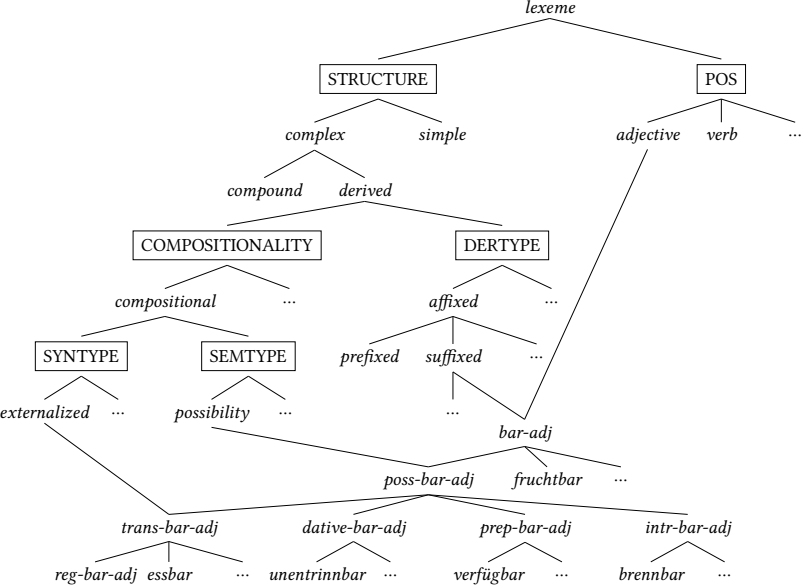 lexeme
STRUCTURE POS
complex simple adjective verb ...
compound derived
COMPOSITIONALITY DERTYPE
compositional ... affixed ...
SYNTYPE SEMTYPE prefixed suffixed ...
externalized ... possibility ... ...
bar-adj
poss-bar-adj fruchtbar ...
trans-bar-adj dative-bar-adj prep-bar-adj intr-bar-adj
reg-bar-adj essbar ... unentrinnbar ... verfügbar ... brennbar ...